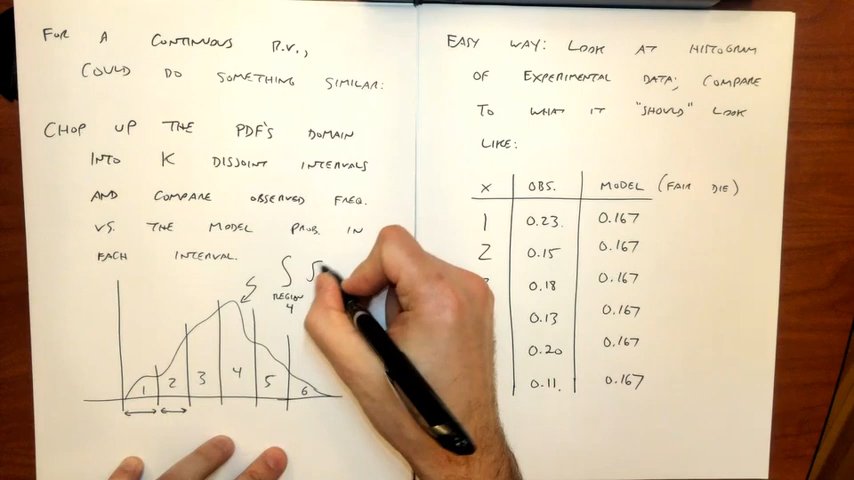 FOR A CONTINUOUS R.V.,
COULD DO SOMETHING SIMILAR:
CHOP UP THE PDF'S DOMAIN
INTO K DISJOINT INTERVALS
AND COMPARE OBSERVED FREQ.
VS. THE MODEL PROB. IN
EACH INTERVAL.
∫
REGION
4
1 2 3 4 5 6
EASY WAY: LOOK AT HISTOGRAM
OF EXPERIMENTAL DATA; COMPARE
TO WHAT IT "SHOULD" LOOK
LIKE:
X OBS. MODEL (FAIR DIE)
1 0.23. 0.167
2 0.15 0.167
0.18 0.167
0.13 0.167
0.20 0.167
0.11. 0.167